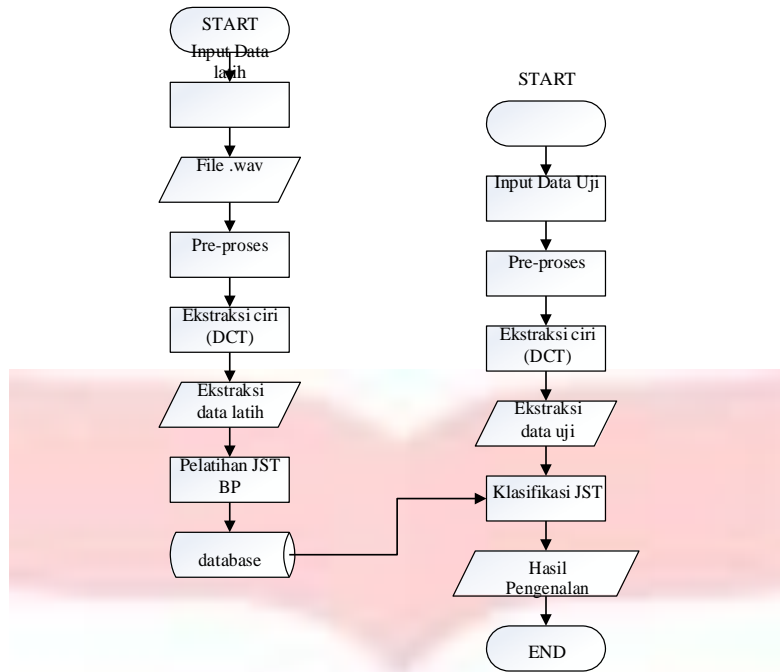 START
Input Data
latih
File .wav
Pre-proses
Ekstraksi ciri
(DCT)
Ekstraksi
data latih
Pelatihan JST
BP
database
START
Input Data Uji
Pre-proses
Ekstraksi ciri
(DCT)
Ekstraksi
data uji
Klasifikasi JST
Hasil
Pengenalan
END